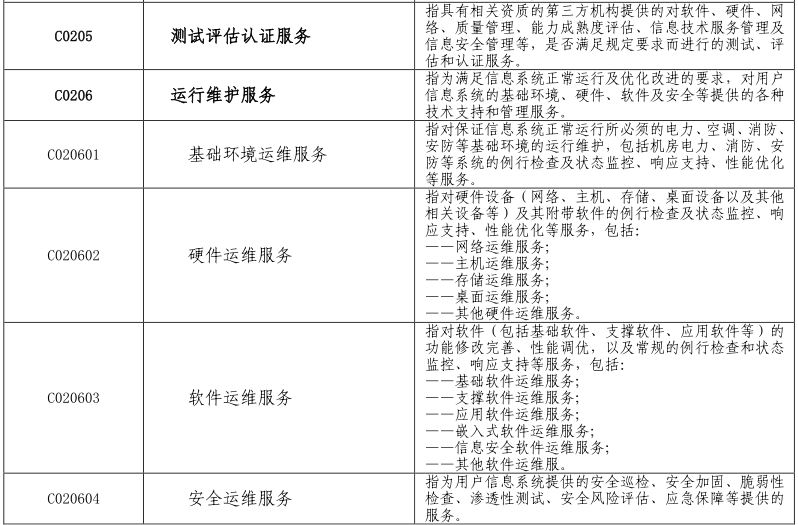 C0205
测试评估认证服务
指具有相关资质的第三方机构提供的对软件、硬件、网
络、质量管理、能力成熟度评估、信息技术服务管理及
信息安全管理等，是否满足规定要求而进行的测试、评
估和认证服务。
C0206
运行维护服务
指为满足信息系统正常运行及优化改进的要求，对用户
信息系统的基础环境、硬件、软件及安全等提供的各种
技术支持和管理服务。
C020601
基础环境运维服务
指对保证信息系统正常运行所必须的电力、空调、消防、
安防等基础环境的运行维护，包括机房电力、消防、安
防等系统的例行检查及状态监控、响应支持、性能优化
等服务。
C020602
硬件运维服务
指对硬件设备（网络、主机、存储、桌面设备以及其他
相关设备等）及其附带软件的例行检查及状态监控、响
应支持、性能优化等服务，包括：
——网络运维服务；
——主机运维服务；
——存储运维服务；
——桌面运维服务；
——其他硬件运维服务。
C020603
软件运维服务
指对软件（包括基础软件、支撑软件、应用软件等）的
功能修改完善、性能调优，以及常规的例行检查和状态
监控、响应支持等服务，包括：
——基础软件运维服务；
——支撑软件运维服务；
——应用软件运维服务；
——嵌入式软件运维服务；
——信息安全软件运维服务；
——其他软件运维服。
C020604
安全运维服务
指为用户信息系统提供的安全巡检、安全加固、脆弱性
检查、渗透性测试、安全风险评估、应急保障等提供的
服务。